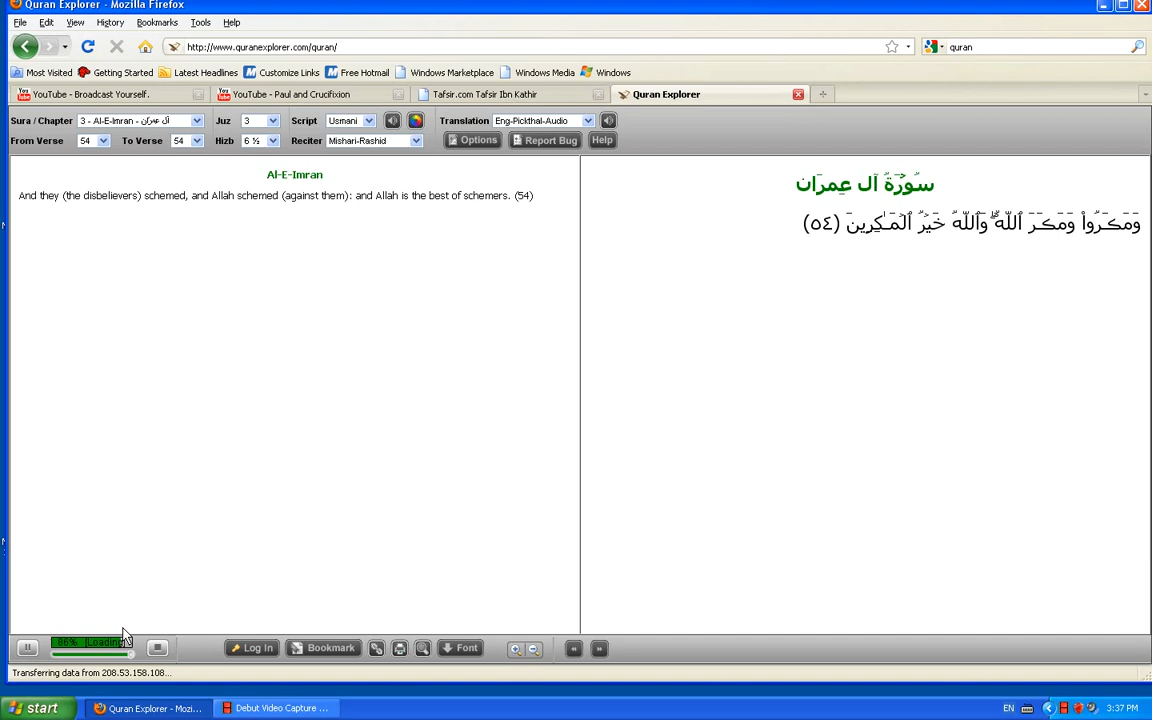 Quran Explorer - Mozilla Firefox
File Edit View History Bookmarks Tools Help
http://www.quranexplorer.com/quran/ quran
Most Visited Getting Started Latest Headlines Customize Links Free Hotmail Windows Marketplace Windows Media Windows
YouTube - Broadcast Yourself. YouTube - Paul and Crucifixion Tafsir.com Tafsir Ibn Kathir Quran Explorer
Sura / Chapter 3 - Al-E-Imran - آل عمران Juz 3 Script Usmani Translation Eng-Pickthal-Audio
From Verse 54 To Verse 54 Hizb 6 ½ Reciter Mishari-Rashid Options Report Bug Help
Al-E-Imran
And they (the disbelievers) schemed, and Allah schemed (against them): and Allah is the best of schemers. (54)
سُوۡرَةُ آل عِمرَان
وَمَڪَرُواْ وَمَڪَرَ ٱللَّهُ‌ۖ وَٱللَّهُ خَيۡرُ ٱلۡمَـٰكِرِينَ (٥٤)
86% [Loading]
Log In Bookmark Font
Transferring data from 208.53.158.108...
start Quran Explorer - Mozi... Debut Video Capture ... EN 3:37 PM